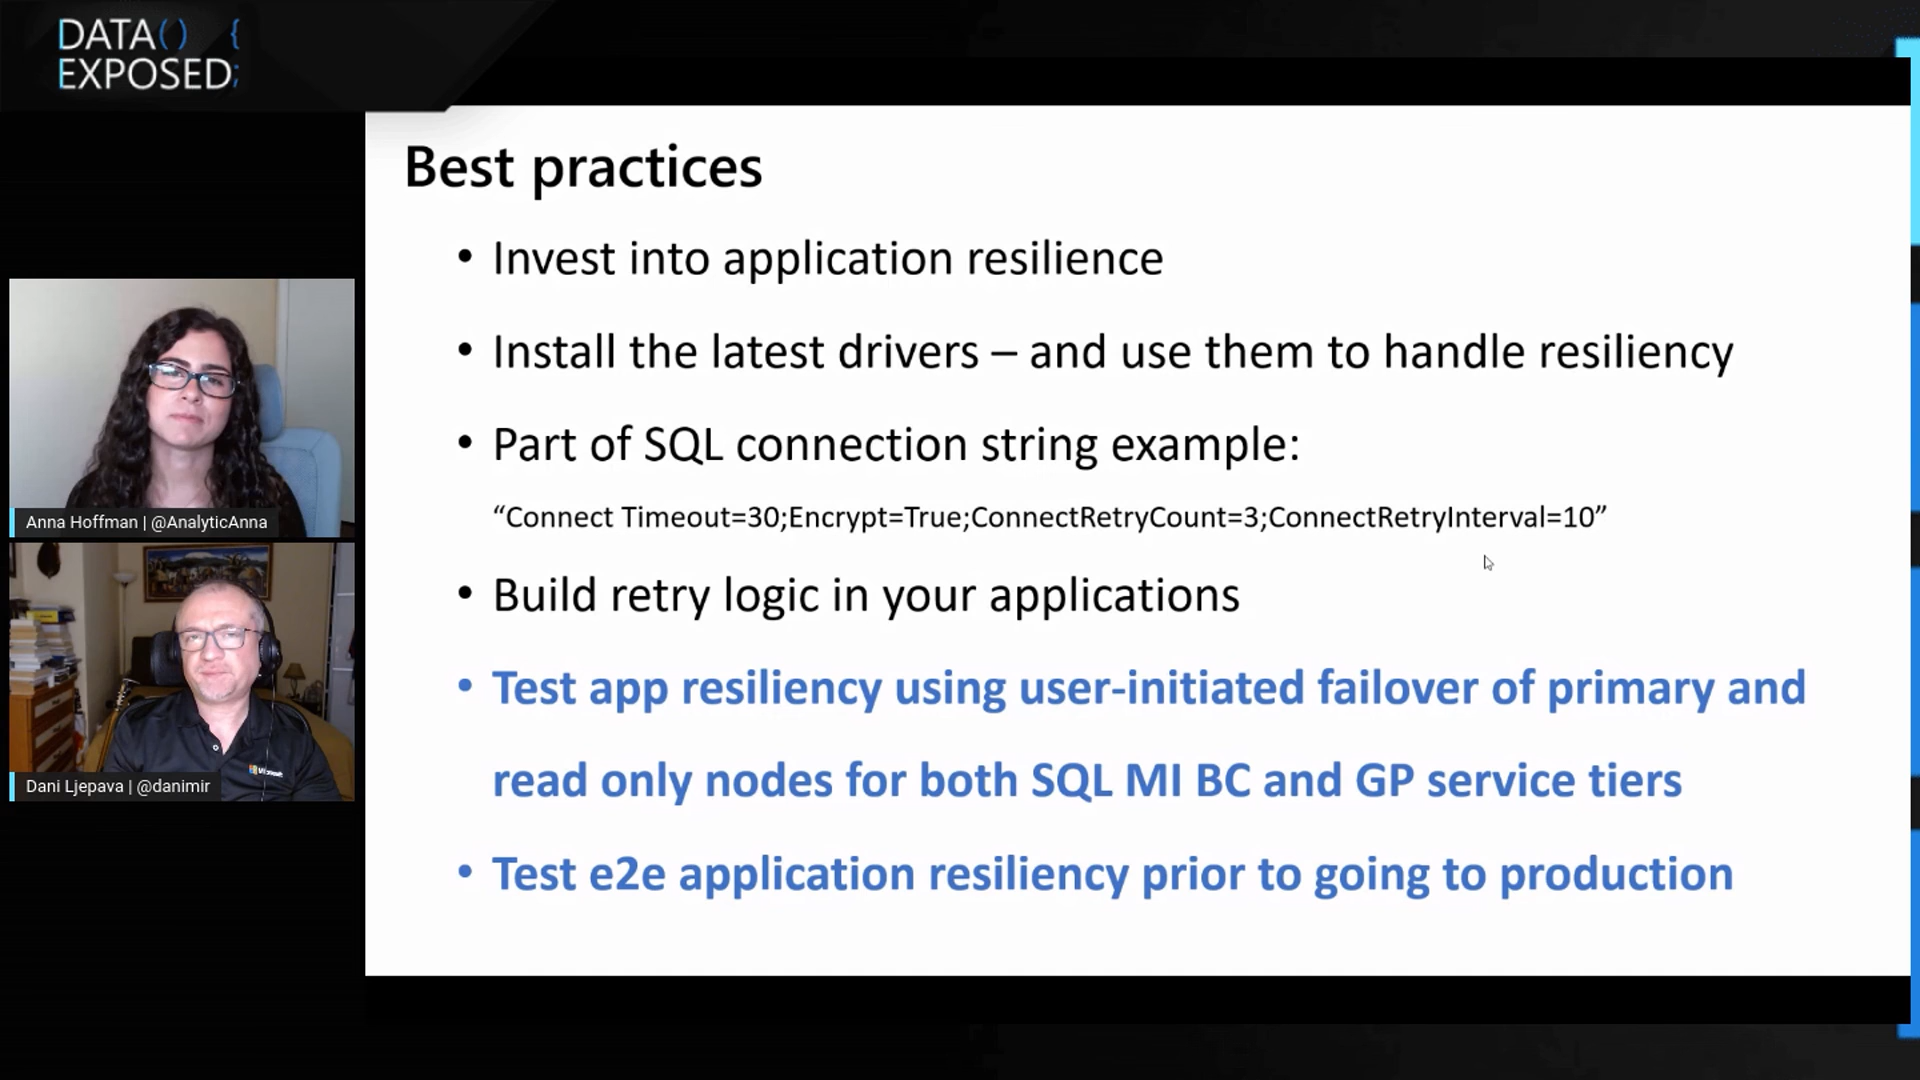 DATA() {
EXPOSED;
Best practices
• Invest into application resilience
• Install the latest drivers – and use them to handle resiliency
• Part of SQL connection string example:
“Connect Timeout=30;Encrypt=True;ConnectRetryCount=3;ConnectRetryInterval=10”
• Build retry logic in your applications
• Test app resiliency using user-initiated failover of primary and
read only nodes for both SQL MI BC and GP service tiers
• Test e2e application resiliency prior to going to production
Anna Hoffman | @AnalyticAnna
Dani Ljepava | @danimir